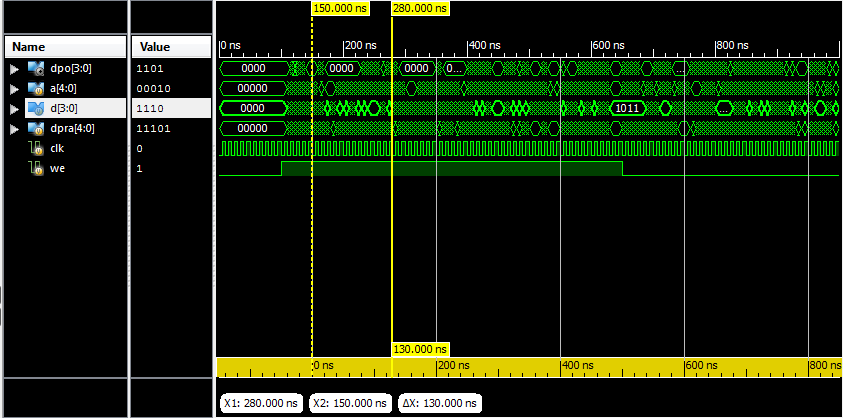 150.000 ns 280.000 ns
Name Value
0 ns 200 ns 400 ns 600 ns 800 ns
dpo[3:0] 1101 0000 0000 0000 0... ...
a[4:0] 00010 00000
d[3:0] 1110 0000 1011 ...
dpra[4:0] 11101 00000
clk 0
we 1
130.000 ns
0 ns 200 ns 400 ns 600 ns 800 ns
X1: 280.000 ns X2: 150.000 ns ΔX: 130.000 ns